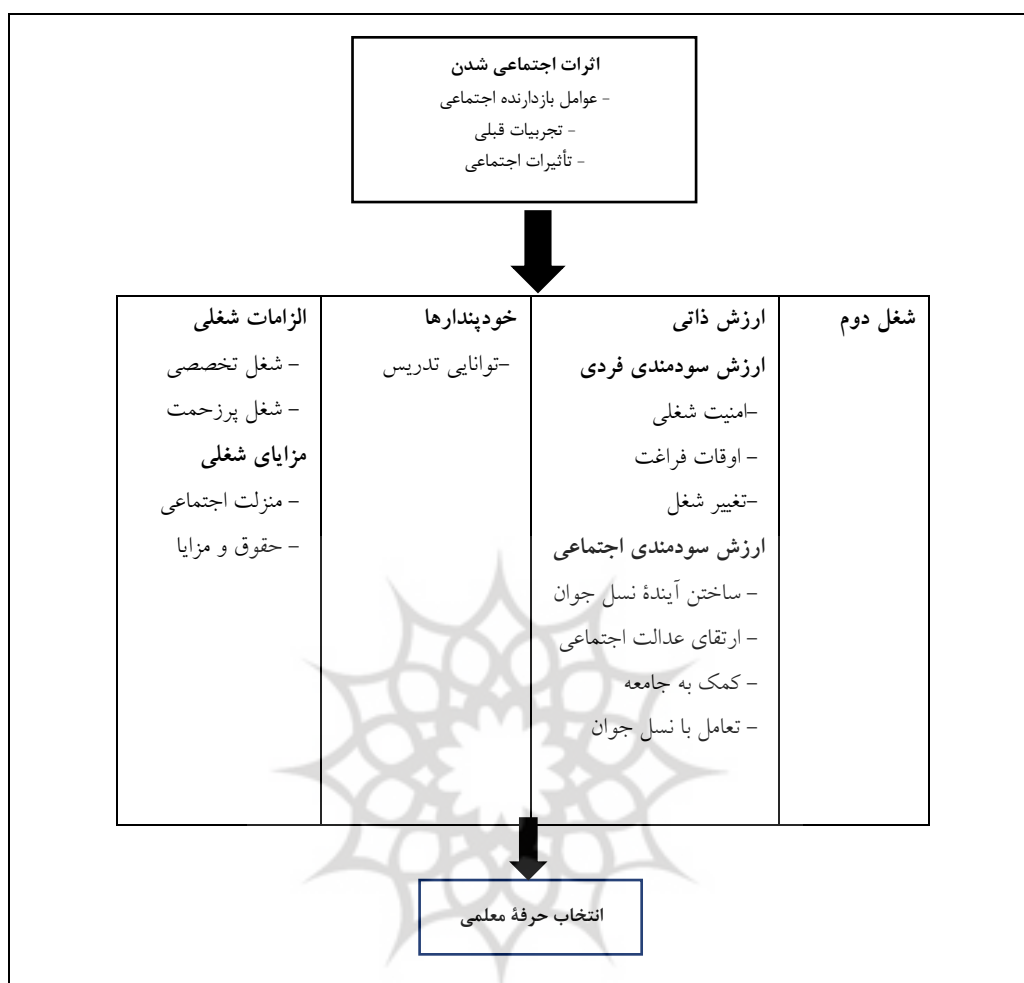 اثرات اجتماعی شدن
- عوامل بازدارنده اجتماعی
- تجربیات قبلی
- تأثیرات اجتماعی
شغل دوم
ارزش ذاتی
ارزش سودمندی فردی
-امنیت شغلی
- اوقات فراغت
-تغییر شغل
ارزش سودمندی اجتماعی
- ساختن آیندۀ نسل جوان
- ارتقای عدالت اجتماعی
- کمک به جامعه
- تعامل با نسل جوان
خودپندارها
-توانایی تدریس
الزامات شغلی
- شغل تخصصی
- شغل پرزحمت
مزایای شغلی
- منزلت اجتماعی
- حقوق و مزایا
انتخاب حرفۀ معلمی